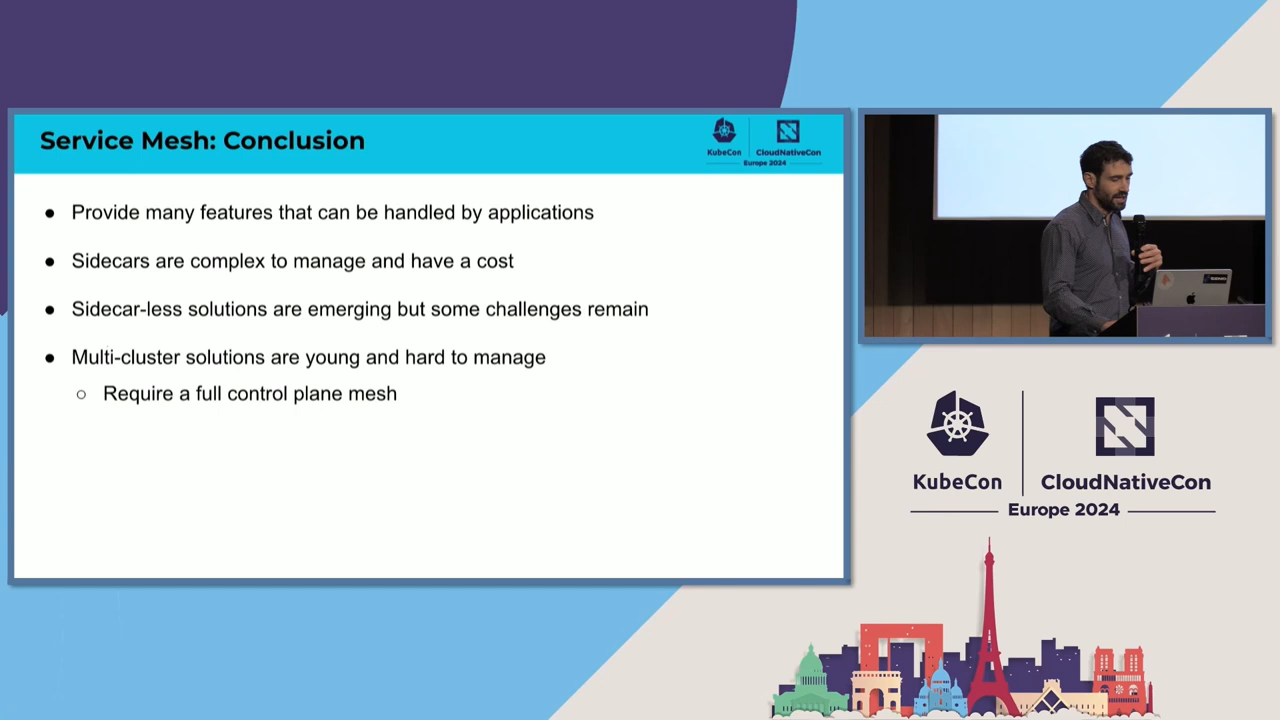 Service Mesh: Conclusion
KubeCon
CloudNativeCon
Europe 2024
● Provide many features that can be handled by applications
● Sidecars are complex to manage and have a cost
● Sidecar-less solutions are emerging but some challenges remain
● Multi-cluster solutions are young and hard to manage
○ Require a full control plane mesh
KubeCon
CloudNativeCon
Europe 2024